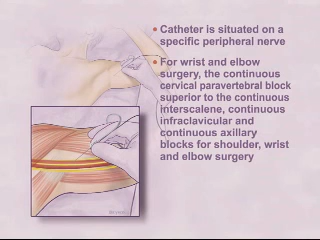 • Catheter is situated on a
specific peripheral nerve
• For wrist and elbow
surgery, the continuous
cervical paravertebral block
superior to the continuous
interscalene, continuous
infraclavicular and
continuous axillary
blocks for shoulder, wrist
and elbow surgery